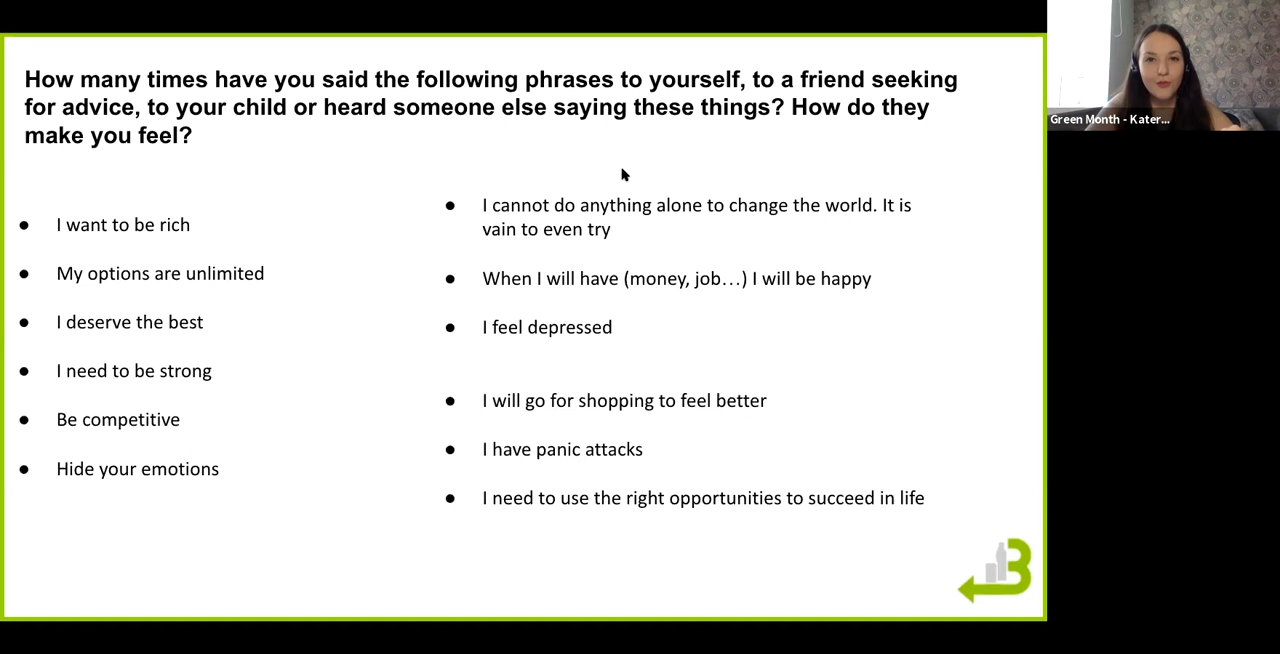 How many times have you said the following phrases to yourself, to a friend seeking
for advice, to your child or heard someone else saying these things? How do they
make you feel?
● I want to be rich
● My options are unlimited
● I deserve the best
● I need to be strong
● Be competitive
● Hide your emotions
● I cannot do anything alone to change the world. It is
vain to even try
● When I will have (money, job…) I will be happy
● I feel depressed
● I will go for shopping to feel better
● I have panic attacks
● I need to use the right opportunities to succeed in life
Green Month - Kater...